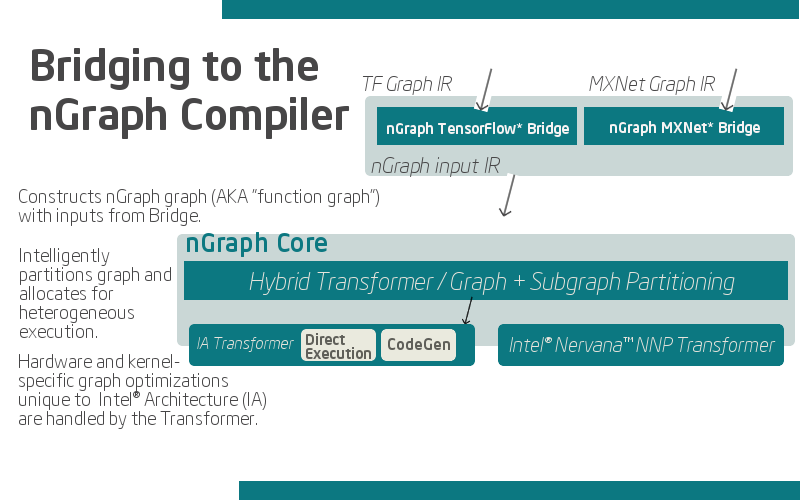 Bridging to the
nGraph Compiler
TF Graph IR
MXNet Graph IR
nGraph TensorFlow* Bridge
nGraph MXNet* Bridge
nGraph input IR
Constructs nGraph graph (AKA "function graph")
with inputs from Bridge.
nGraph Core
Hybrid Transformer / Graph + Subgraph Partitioning
Intelligently
partitions graph and
allocates for
heterogeneous
execution.
IA Transformer
Direct
Execution
CodeGen
Intel® Nervana™ NNP Transformer
Hardware and kernel-
specific graph optimizations
unique to Intel® Architecture (IA)
are handled by the Transformer.